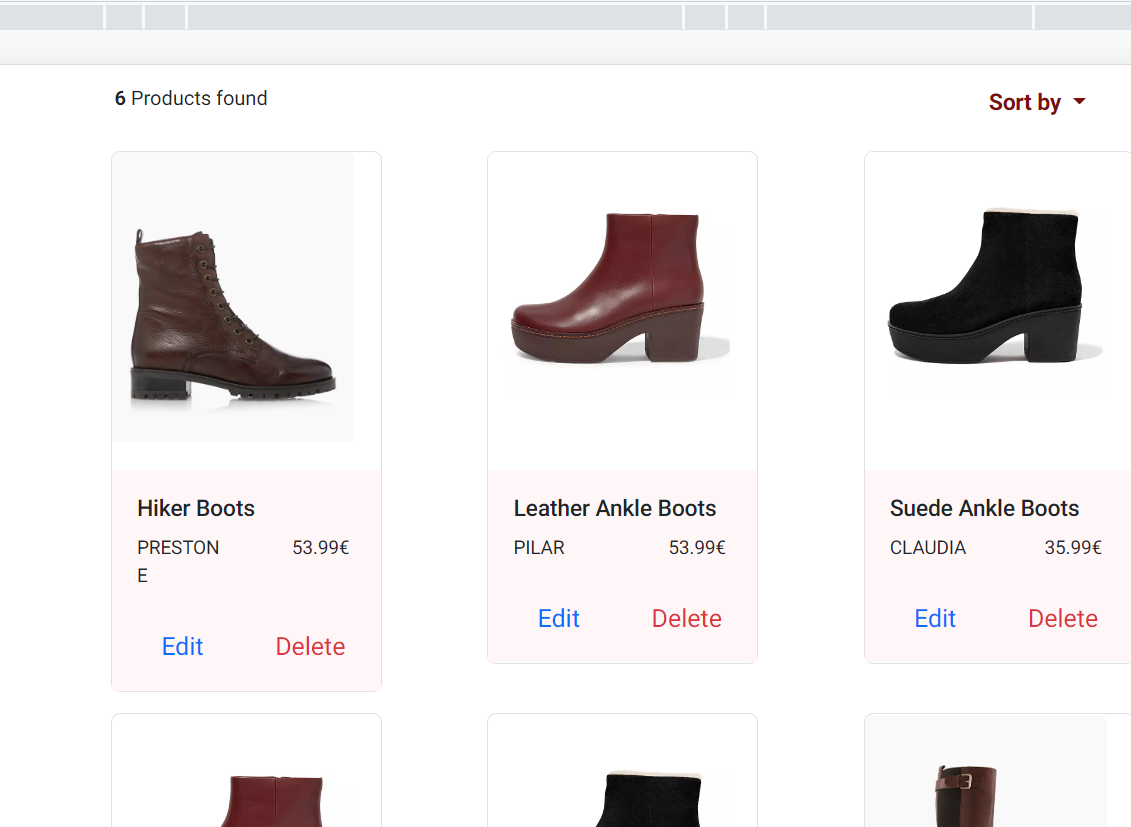 6 Products found
Sort by
Hiker Boots
PRESTON 53.99€
E
Edit Delete
Leather Ankle Boots
PILAR 53.99€
Edit Delete
Suede Ankle Boots
CLAUDIA 35.99€
Edit Delete